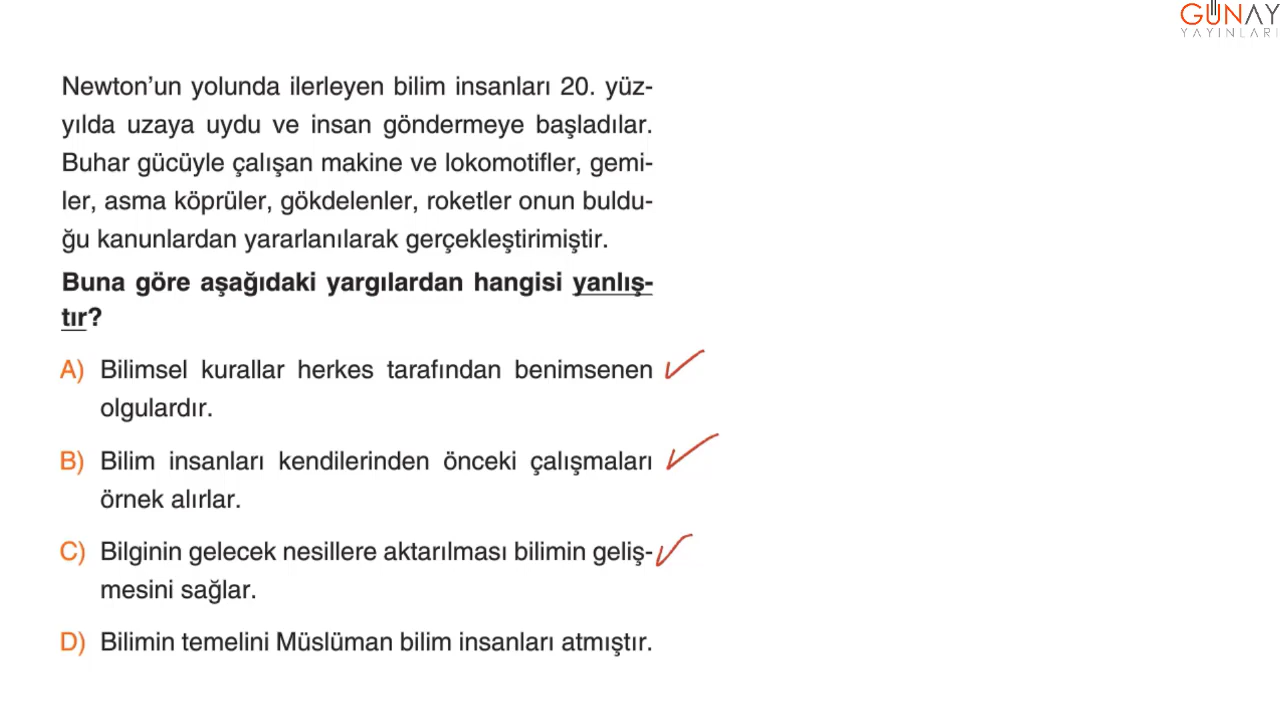 GÜNAY
YAYINLARI
Newton’un yolunda ilerleyen bilim insanları 20. yüz-
yılda uzaya uydu ve insan göndermeye başladılar.
Buhar gücüyle çalışan makine ve lokomotifler, gemi-
ler, asma köprüler, gökdelenler, roketler onun buldu-
ğu kanunlardan yararlanılarak gerçekleştirimiştir.
Buna göre aşağıdaki yargılardan hangisi yanlış-
tır?
A) Bilimsel kurallar herkes tarafından benimsenen
olgulardır.
B) Bilim insanları kendilerinden önceki çalışmaları
örnek alırlar.
C) Bilginin gelecek nesillere aktarılması bilimin geliş-
mesini sağlar.
D) Bilimin temelini Müslüman bilim insanları atmıştır.